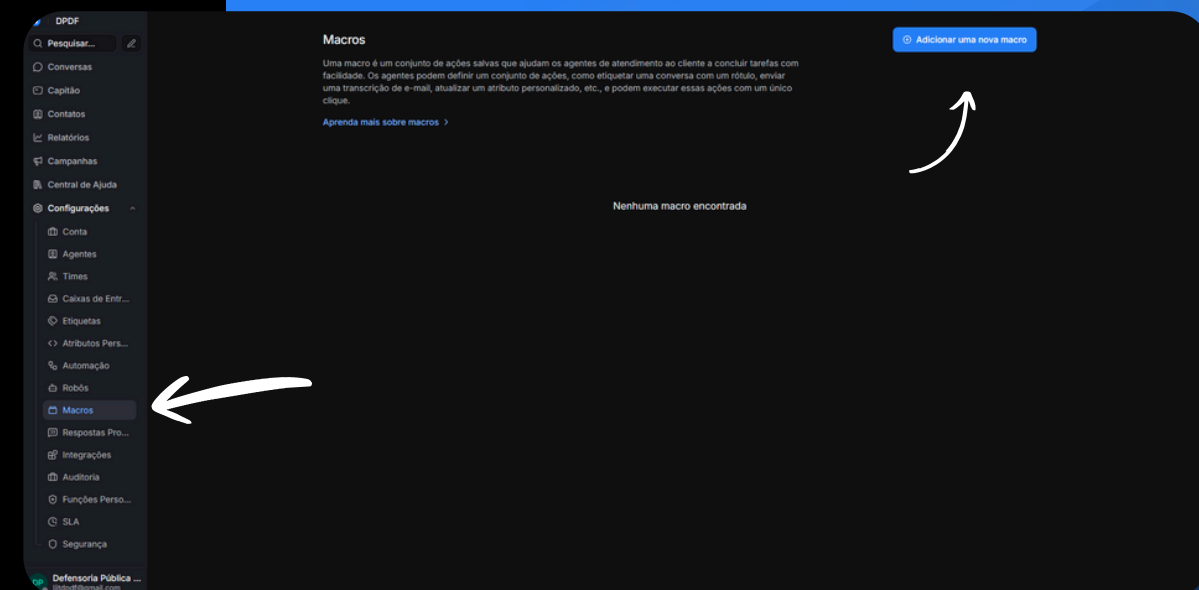 DPDF
Pesquisar...
Conversas
Capitão
Contatos
Relatórios
Campanhas
Central de Ajuda
Configurações
Conta
Agentes
Times
Caixas de Entr...
Etiquetas
Atributos Pers...
Automação
Robôs
Macros
Respostas Pro...
Integrações
Auditoria
Funções Perso...
SLA
Segurança
DP
Defensoria Pública ...
Macros
Adicionar uma nova macro
Uma macro é um conjunto de ações salvas que ajudam os agentes de atendimento ao cliente a concluir tarefas com
facilidade. Os agentes podem definir um conjunto de ações, como etiquetar uma conversa com um rótulo, enviar
uma transcrição de e-mail, atualizar um atributo personalizado, etc., e podem executar essas ações com um único
clique.
Aprenda mais sobre macros
Nenhuma macro encontrada